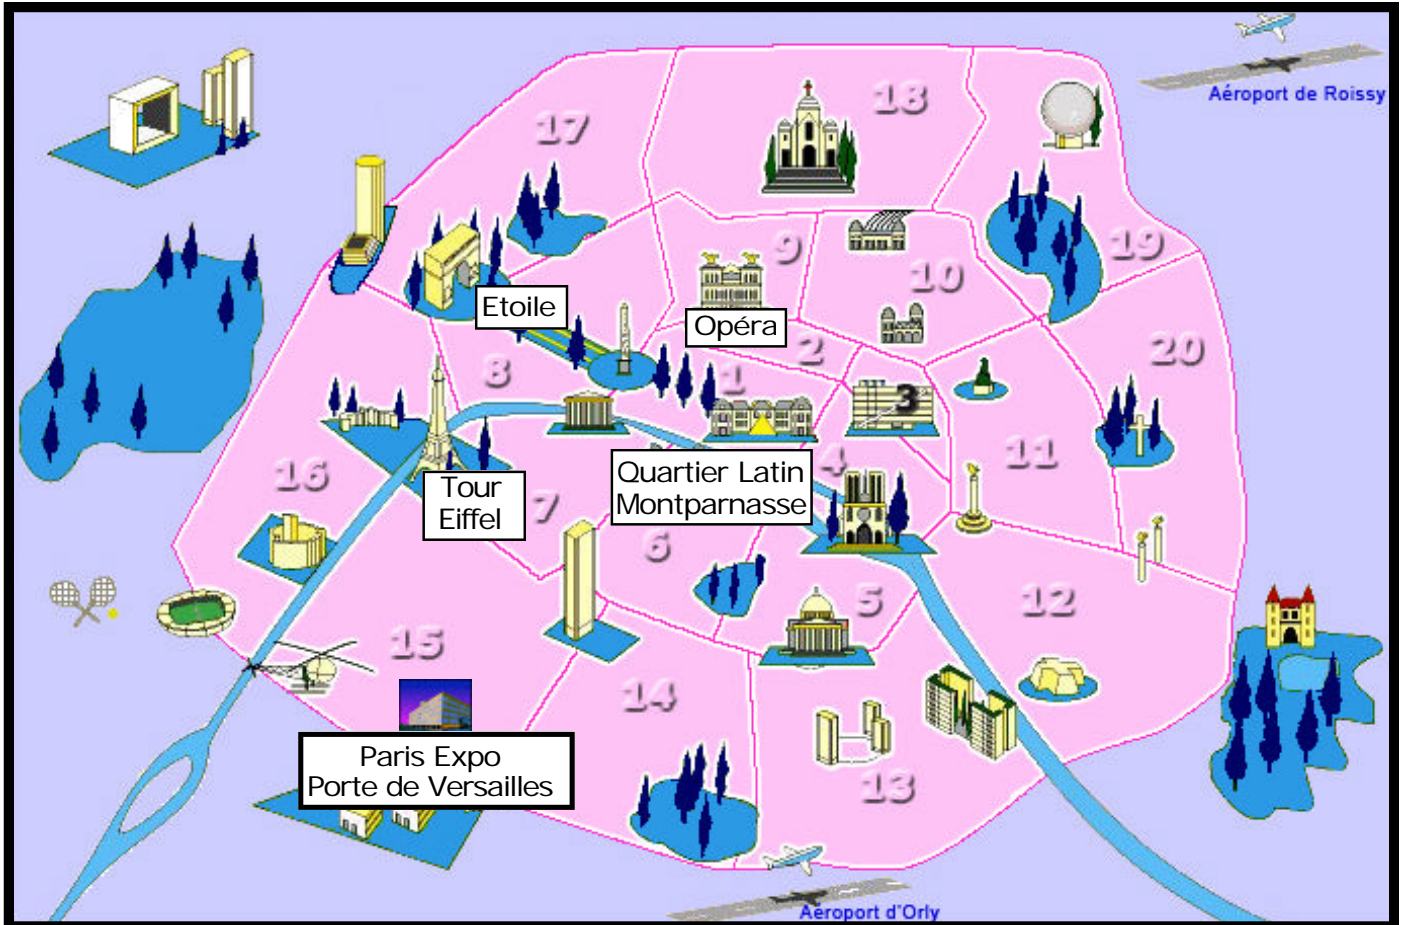 Aéroport de Roissy
18
17
19
9
10
Etoile
Opéra
2
20
8
1
3
16
Quartier Latin
Montparnasse
4
11
Tour
Eiffel
7
6
5
12
15
14
Paris Expo
Porte de Versailles
13
Aéroport d'Orly